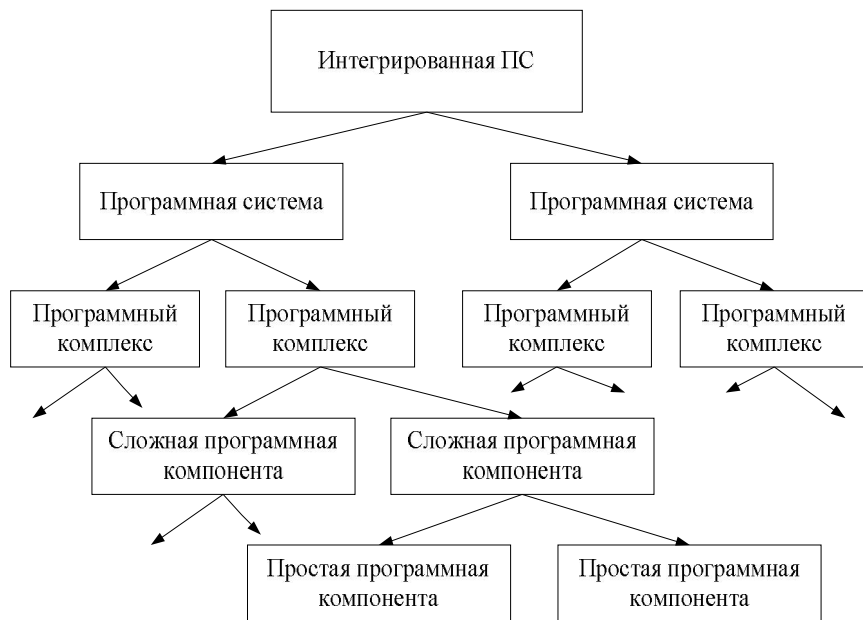 Интегрированная ПС
Программная система
Программная система
Программный
комплекс
Программный
комплекс
Программный
комплекс
Программный
комплекс
Сложная программная
компонента
Сложная программная
компонента
Простая программная
компонента
Простая программная
компонента